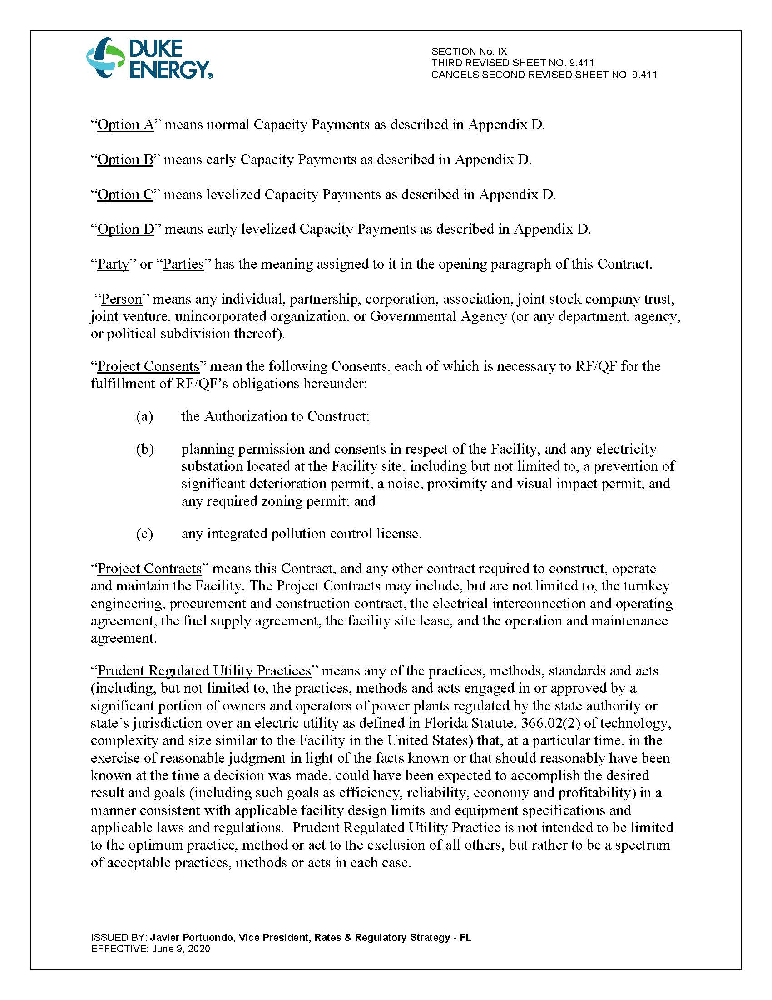 DUKE
ENERGY®
SECTION No. IX
THIRD REVISED SHEET NO. 9.411
CANCELS SECOND REVISED SHEET NO. 9.411
“Option A” means normal Capacity Payments as described in Appendix D.
“Option B” means early Capacity Payments as described in Appendix D.
“Option C” means levelized Capacity Payments as described in Appendix D.
“Option D” means early levelized Capacity Payments as described in Appendix D.
“Party” or “Parties” has the meaning assigned to it in the opening paragraph of this Contract.
“Person” means any individual, partnership, corporation, association, joint stock company trust,
joint venture, unincorporated organization, or Governmental Agency (or any department, agency,
or political subdivision thereof).
“Project Consents” mean the following Consents, each of which is necessary to RF/QF for the
fulfillment of RF/QF’s obligations hereunder:
(a) the Authorization to Construct;
(b) planning permission and consents in respect of the Facility, and any electricity
substation located at the Facility site, including but not limited to, a prevention of
significant deterioration permit, a noise, proximity and visual impact permit, and
any required zoning permit; and
(c) any integrated pollution control license.
“Project Contracts” means this Contract, and any other contract required to construct, operate
and maintain the Facility. The Project Contracts may include, but are not limited to, the turnkey
engineering, procurement and construction contract, the electrical interconnection and operating
agreement, the fuel supply agreement, the facility site lease, and the operation and maintenance
agreement.
“Prudent Regulated Utility Practices” means any of the practices, methods, standards and acts
(including, but not limited to, the practices, methods and acts engaged in or approved by a
significant portion of owners and operators of power plants regulated by the state authority or
state’s jurisdiction over an electric utility as defined in Florida Statute, 366.02(2) of technology,
complexity and size similar to the Facility in the United States) that, at a particular time, in the
exercise of reasonable judgment in light of the facts known or that should reasonably have been
known at the time a decision was made, could have been expected to accomplish the desired
result and goals (including such goals as efficiency, reliability, economy and profitability) in a
manner consistent with applicable facility design limits and equipment specifications and
applicable laws and regulations. Prudent Regulated Utility Practice is not intended to be limited
to the optimum practice, method or act to the exclusion of all others, but rather to be a spectrum
of acceptable practices, methods or acts in each case.
ISSUED BY: Javier Portuondo, Vice President, Rates & Regulatory Strategy - FL
EFFECTIVE: June 9, 2020